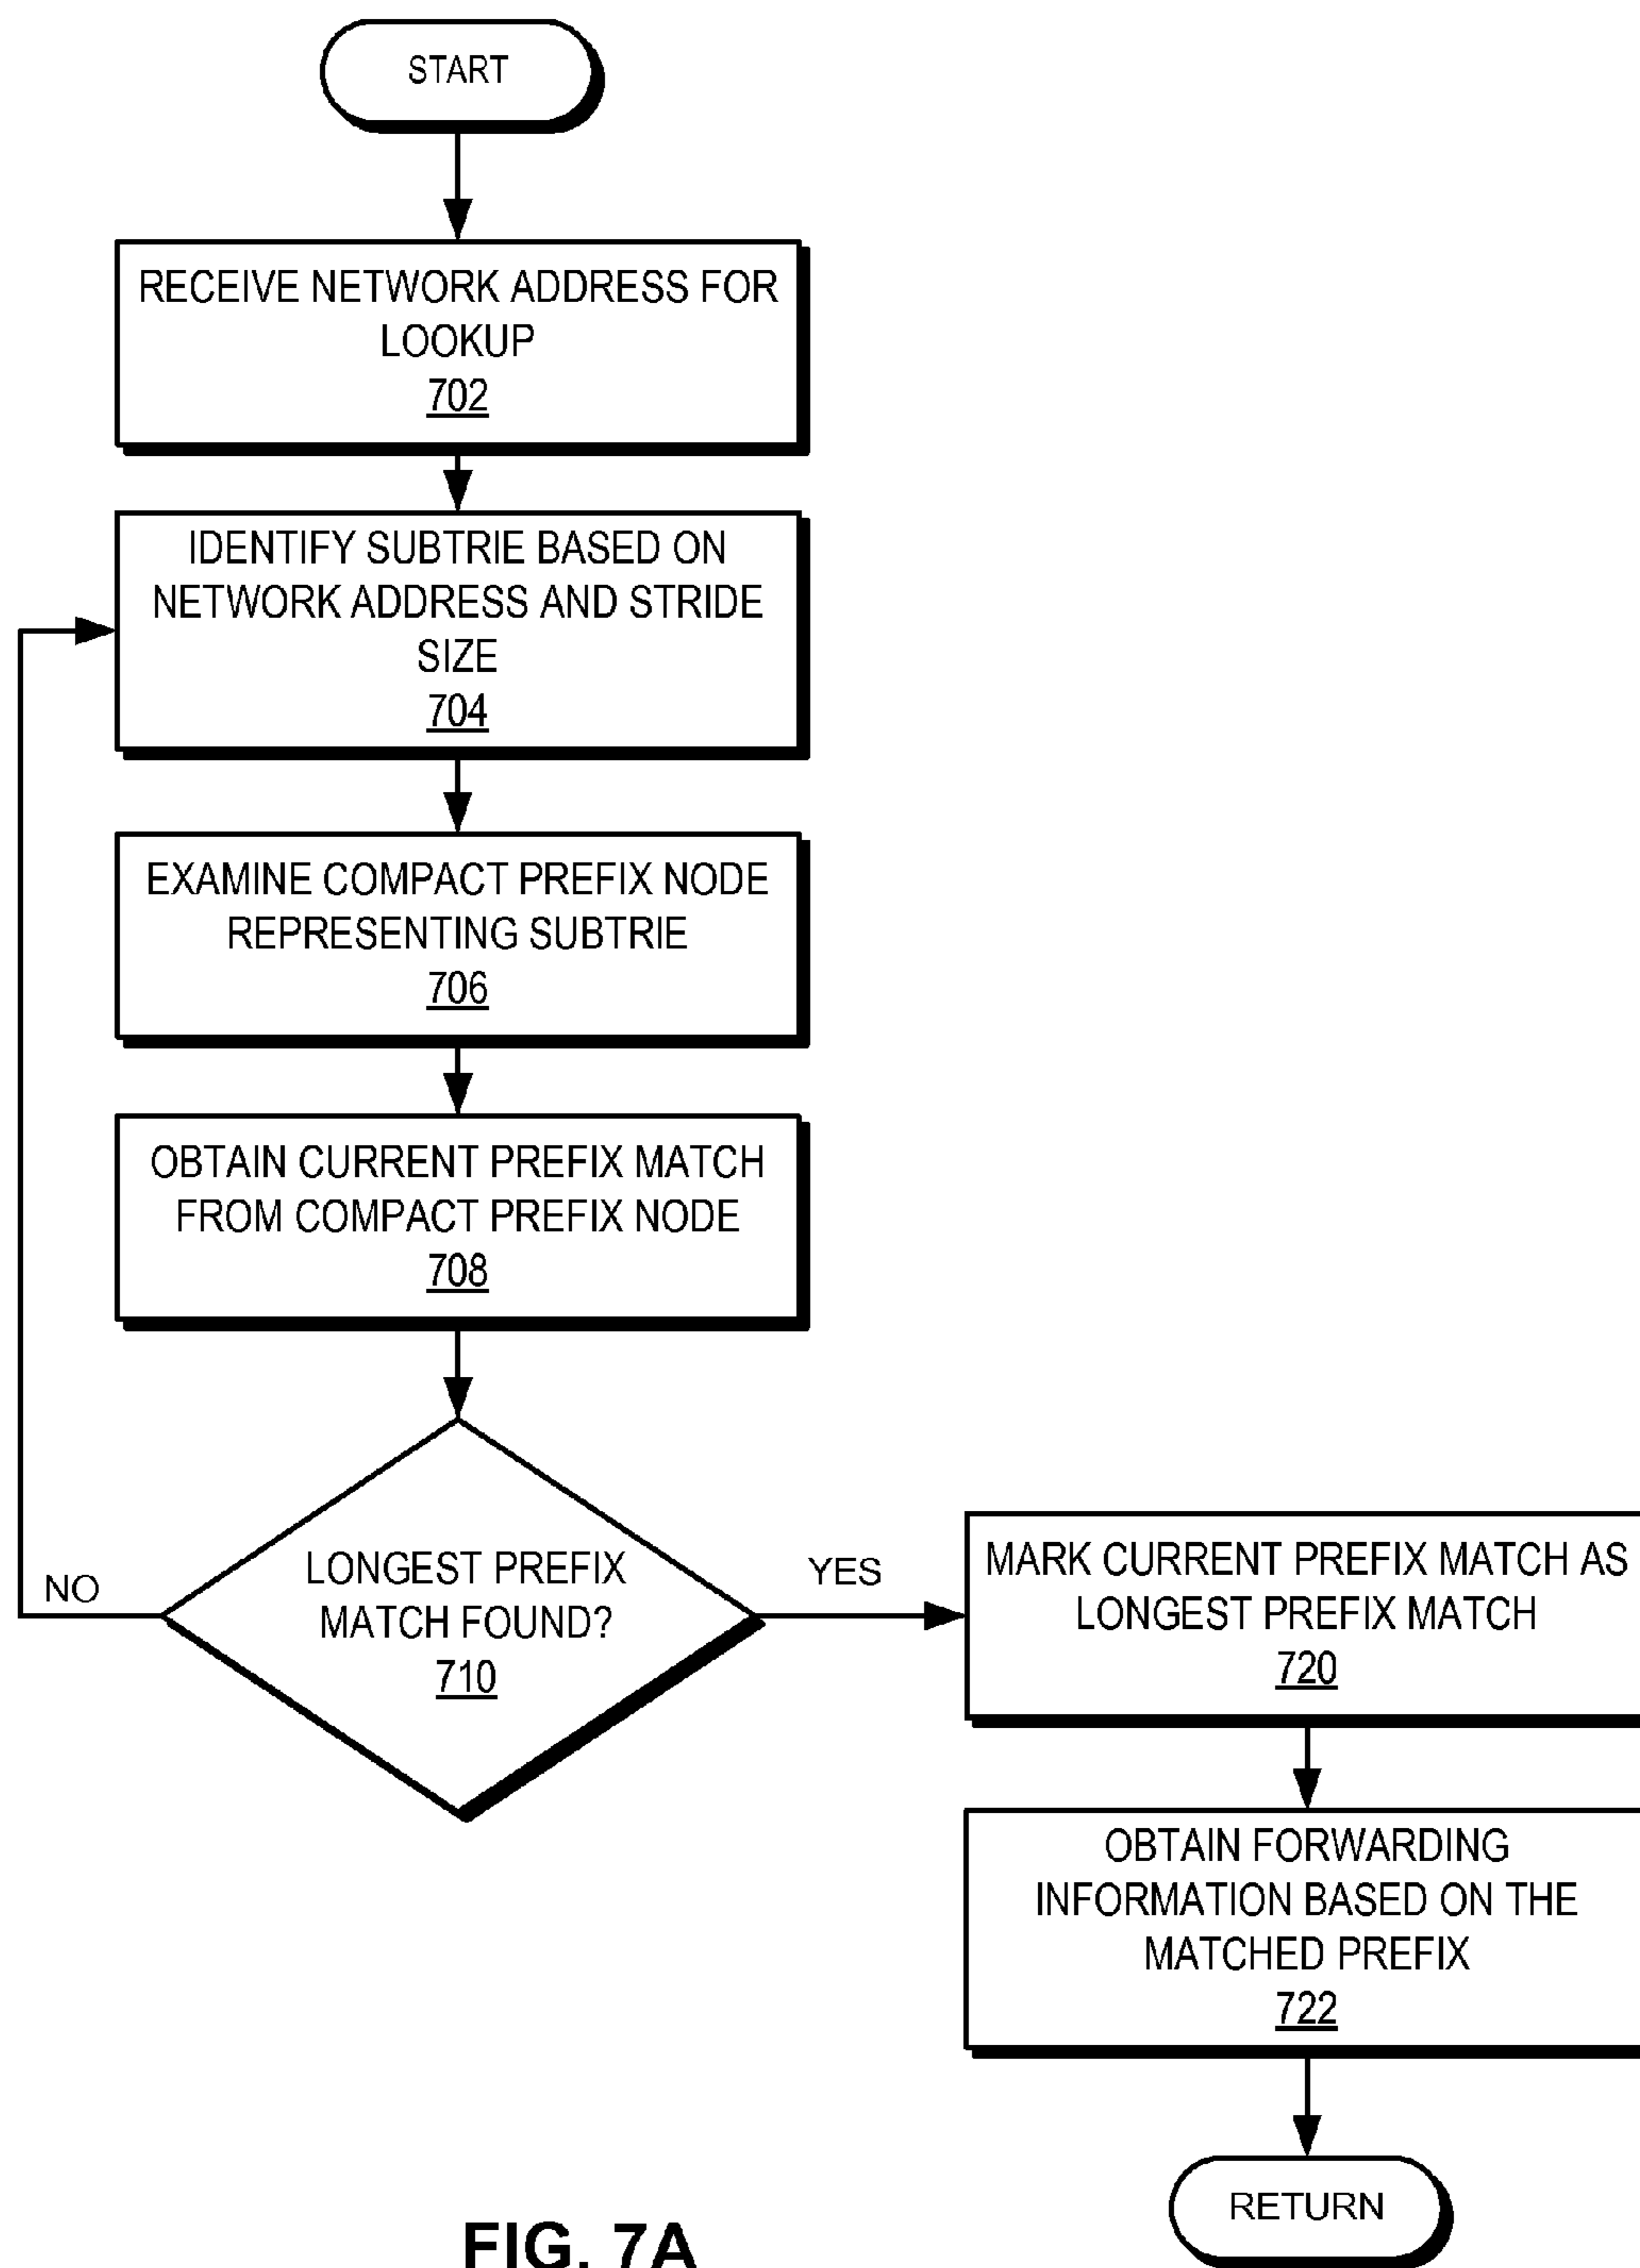 START
RECEIVE NETWORK ADDRESS FOR
LOOKUP
702
IDENTIFY SUBTRIE BASED ON
NETWORK ADDRESS AND STRIDE
SIZE
704
EXAMINE COMPACT PREFIX NODE
REPRESENTING SUBTRIE
706
OBTAIN CURRENT PREFIX MATCH
FROM COMPACT PREFIX NODE
708
LONGEST PREFIX
MATCH FOUND?
710
NO
YES
MARK CURRENT PREFIX MATCH AS
LONGEST PREFIX MATCH
720
OBTAIN FORWARDING
INFORMATION BASED ON THE
MATCHED PREFIX
722
RETURN
FIG. 7A